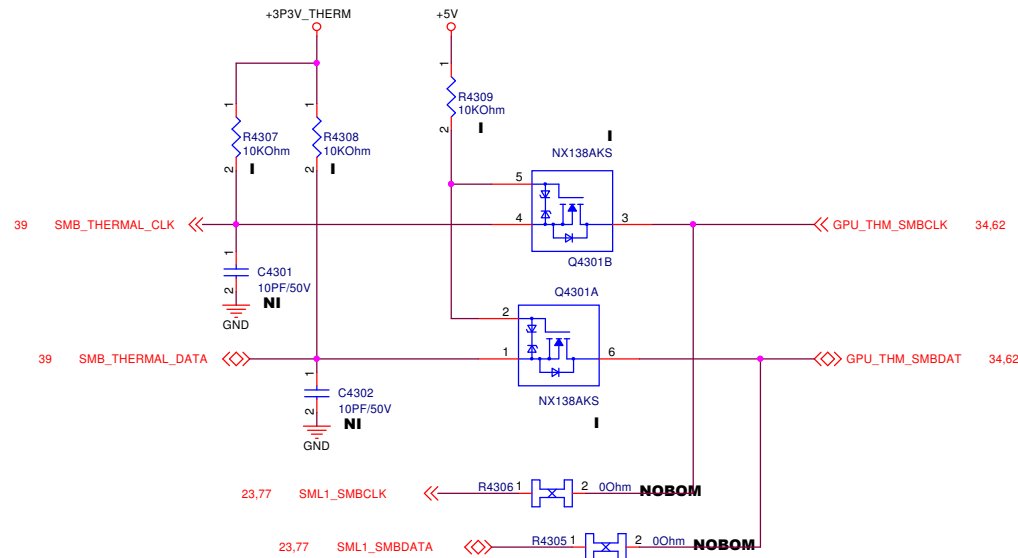 +3P3V_THERM
+5V
1
1
1
R4309
10KOhm
2
I
R4307
10KOhm
2
I
R4308
10KOhm
2
I
I
NX138AKS
5
4
3
Q4301B
39 SMB_THERMAL_CLK
GPU_THM_SMBCLK 34,62
1
C4301
10PF/50V
2
NI
GND
Q4301A
2
1
6
NX138AKS
I
39 SMB_THERMAL_DATA
GPU_THM_SMBDAT 34,62
1
C4302
10PF/50V
2
NI
GND
23,77 SML1_SMBCLK
R4306 1 2 0Ohm NOBOM
23,77 SML1_SMBDATA
R4305 1 2 0Ohm NOBOM